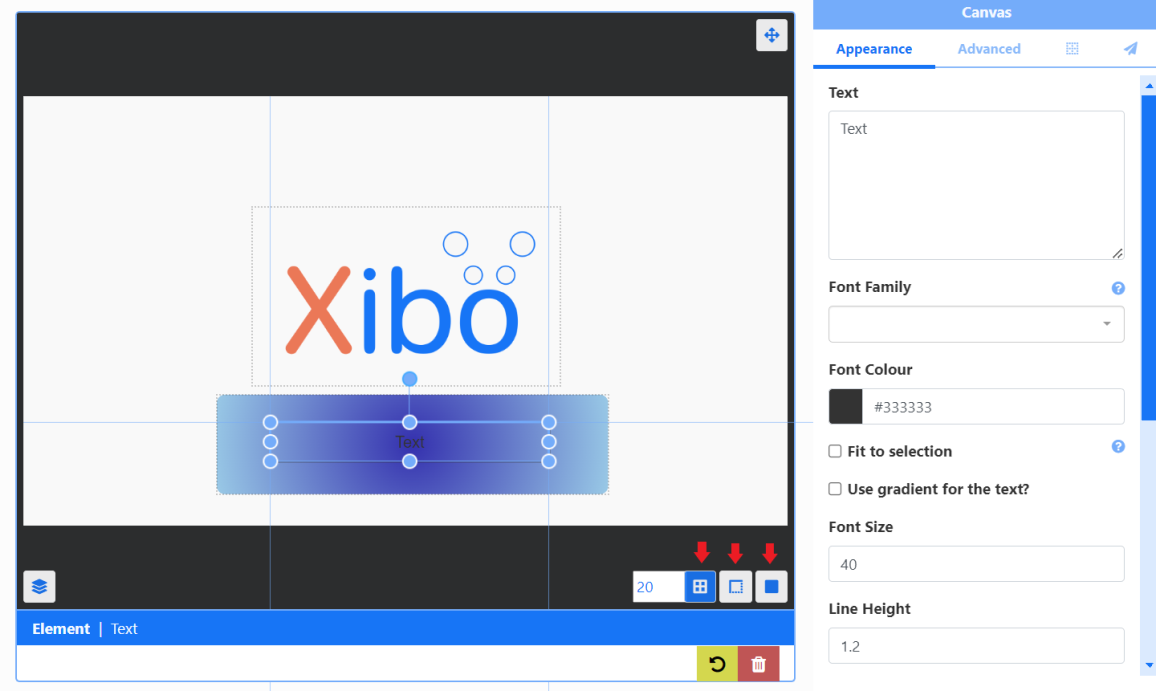 Canvas
Appearance Advanced
Text
Text
Font Family
Font Colour
#333333
Fit to selection
Use gradient for the text?
Font Size
40
Line Height
1.2
Xibo
Text
20
Element | Text